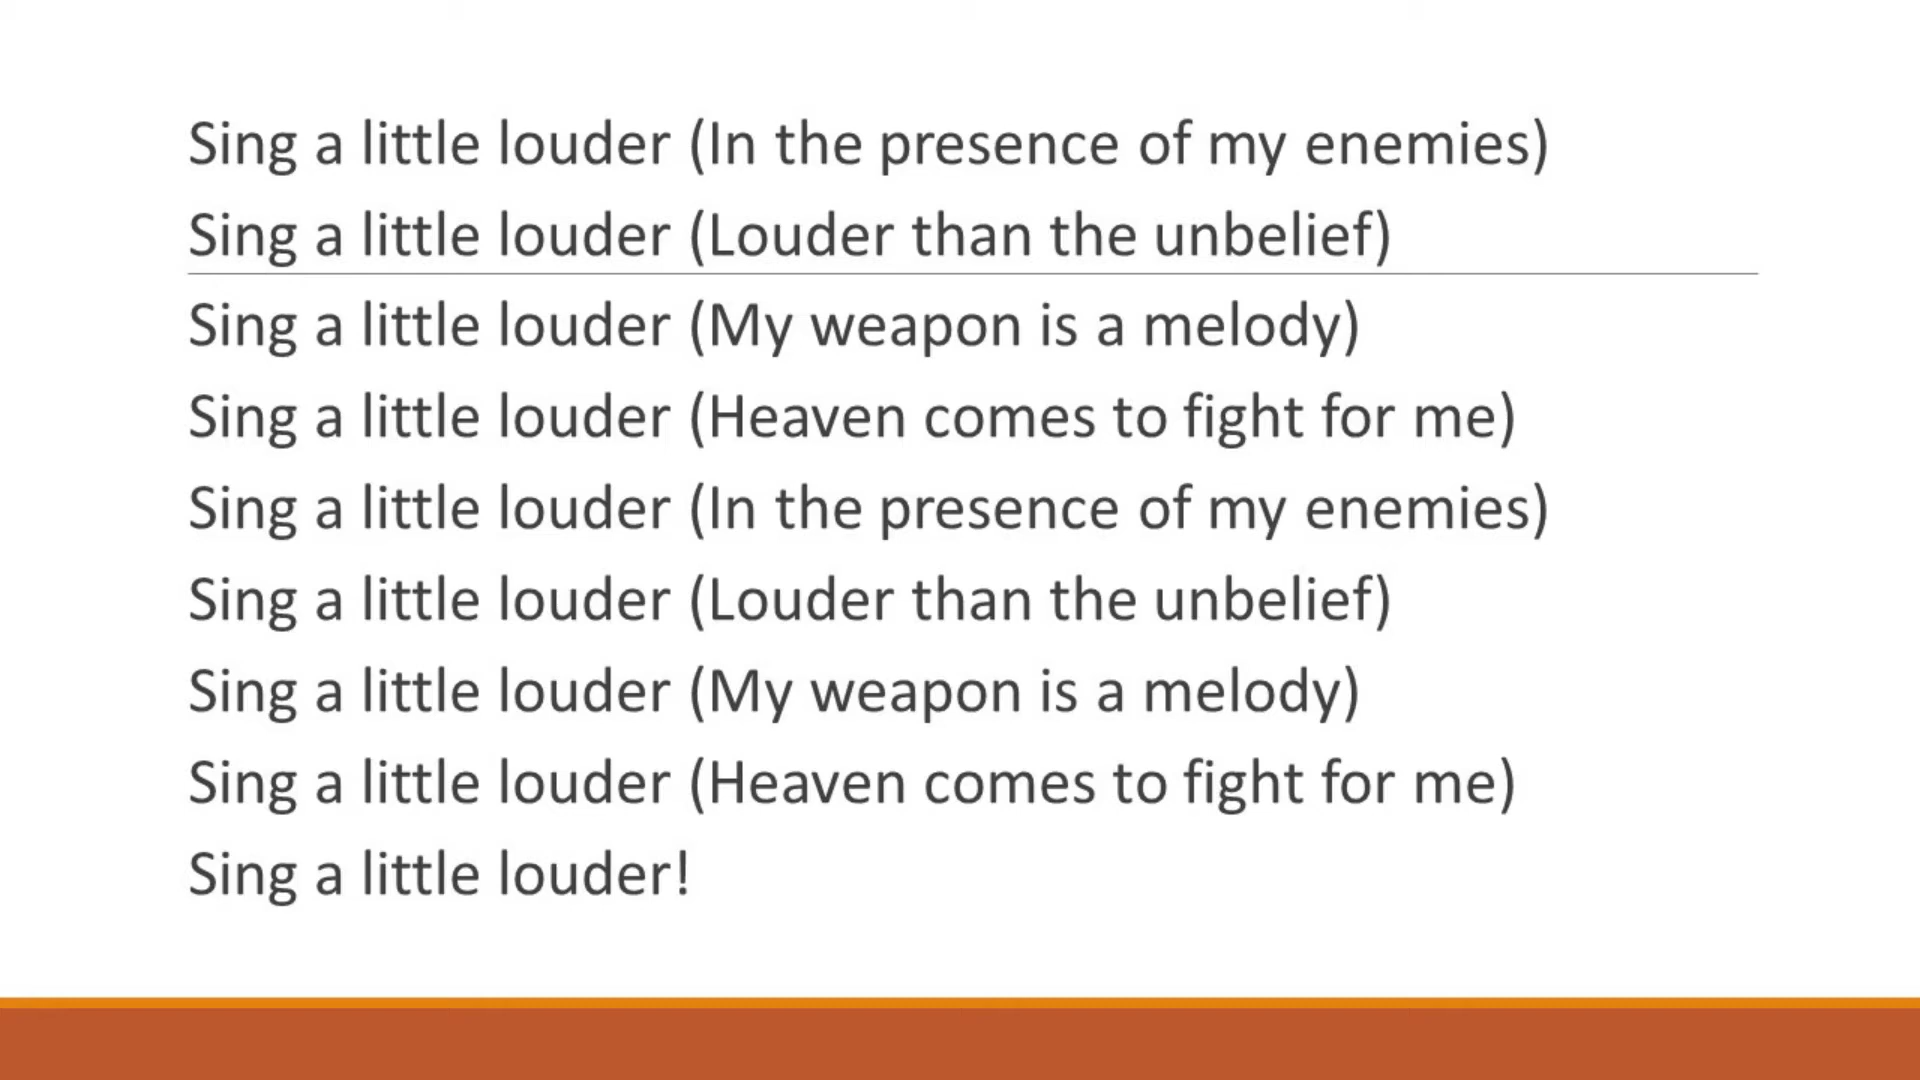 Sing a little louder (In the presence of my enemies)
Sing a little louder (Louder than the unbelief)
Sing a little louder (My weapon is a melody)
Sing a little louder (Heaven comes to fight for me)
Sing a little louder (In the presence of my enemies)
Sing a little louder (Louder than the unbelief)
Sing a little louder (My weapon is a melody)
Sing a little louder (Heaven comes to fight for me)
Sing a little louder!